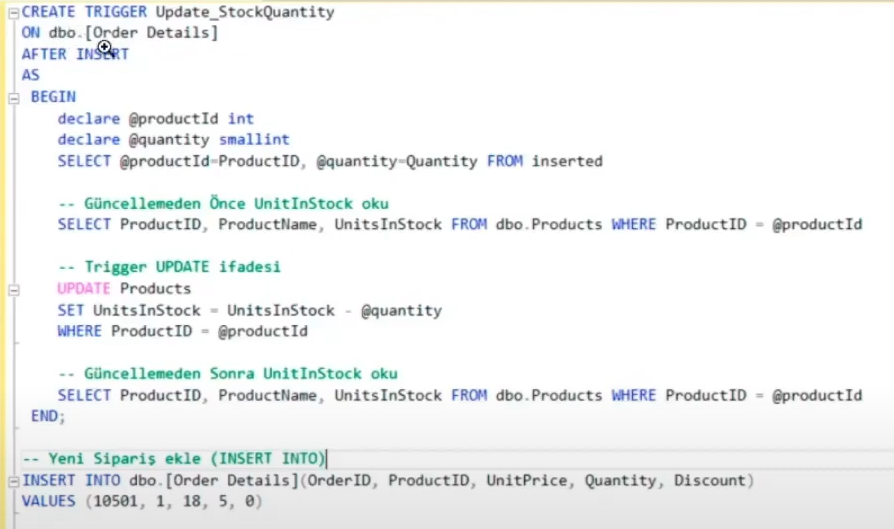 CREATE TRIGGER Update_StockQuantity
ON dbo.[Order Details]
AFTER INSERT
AS
BEGIN
declare @productId int
declare @quantity smallint
SELECT @productId=ProductID, @quantity=Quantity FROM inserted
-- Güncellemeden Önce UnitInStock oku
SELECT ProductID, ProductName, UnitsInStock FROM dbo.Products WHERE ProductID = @productId
-- Trigger UPDATE ifadesi
UPDATE Products
SET UnitsInStock = UnitsInStock - @quantity
WHERE ProductID = @productId
-- Güncellemeden Sonra UnitInStock oku
SELECT ProductID, ProductName, UnitsInStock FROM dbo.Products WHERE ProductID = @productId
END;
-- Yeni Sipariş ekle (INSERT INTO)
INSERT INTO dbo.[Order Details](OrderID, ProductID, UnitPrice, Quantity, Discount)
VALUES (10501, 1, 18, 5, 0)